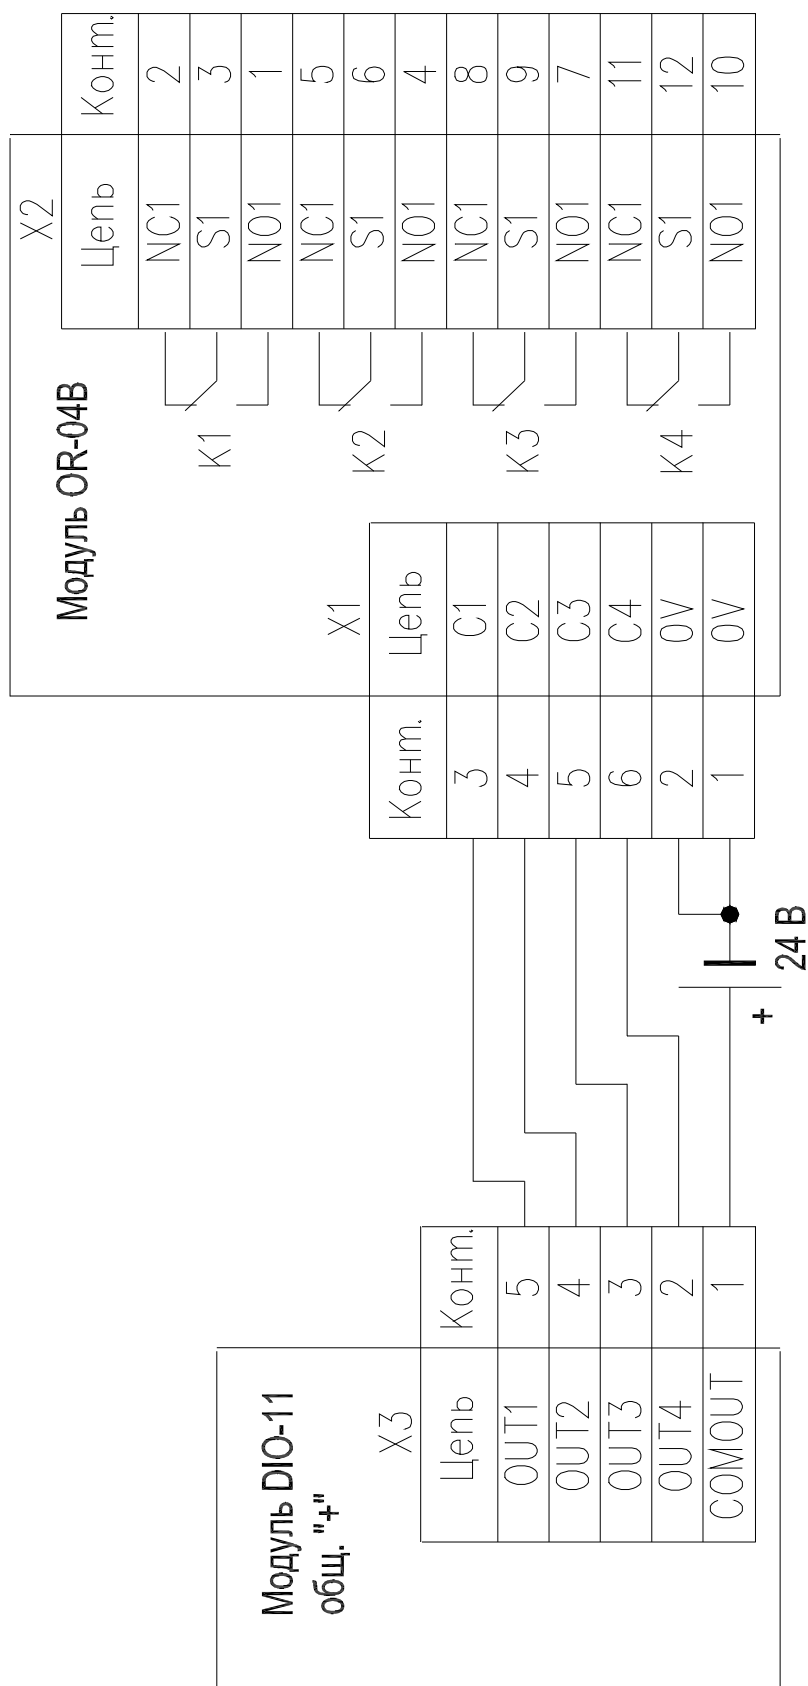 Модуль DIO-11
общ. "+"
X3
Цепь Конт.
OUT1 5
OUT2 4
OUT3 3
OUT4 2
COMOUT 1
+
24 В
Модуль OR-04В
X1
Конт. Цепь
3 C1
4 C2
5 C3
6 C4
2 0V
1 0V
K1
K2
K3
K4
X2
Цепь Конт.
NC1 2
S1 3
NO1 1
NC1 5
S1 6
NO1 4
NC1 8
S1 9
NO1 7
NC1 11
S1 12
NO1 10